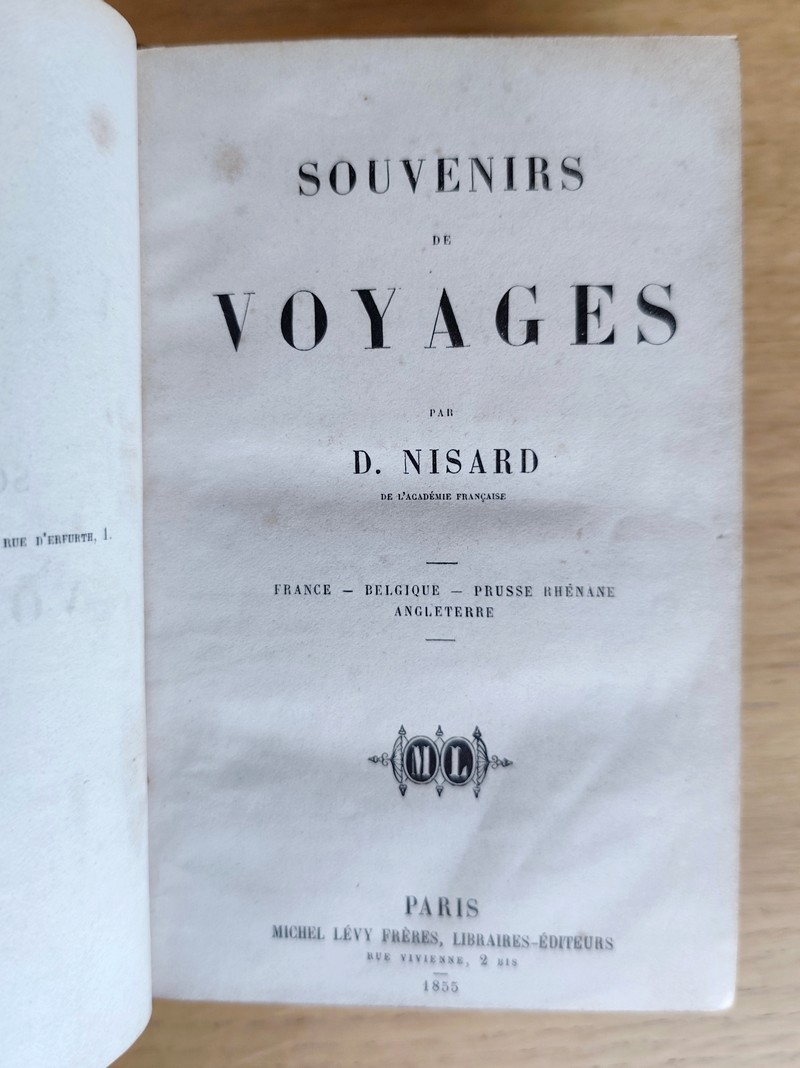 RUE D'ERFURTH, 1.
SOUVENIRS
DE
VOYAGES
PAR
D. NISARD
DE L'ACADÉMIE FRANÇAISE
FRANCE — BELGIQUE — PRUSSE RHÉNANE
ANGLETERRE
ML
PARIS
MICHEL LÉVY FRÈRES, LIBRAIRES-ÉDITEURS
RUE VIVIENNE, 2 BIS
1855